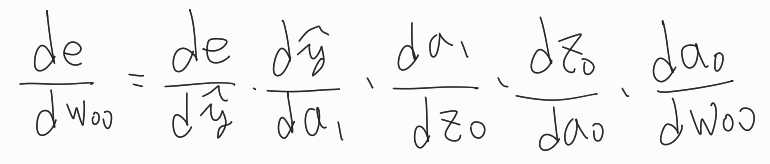 de/dw₀₀ = de/dŷ · dŷ/da₁ · da₁/dz₀ · dz₀/da₀ · da₀/dw₀₀